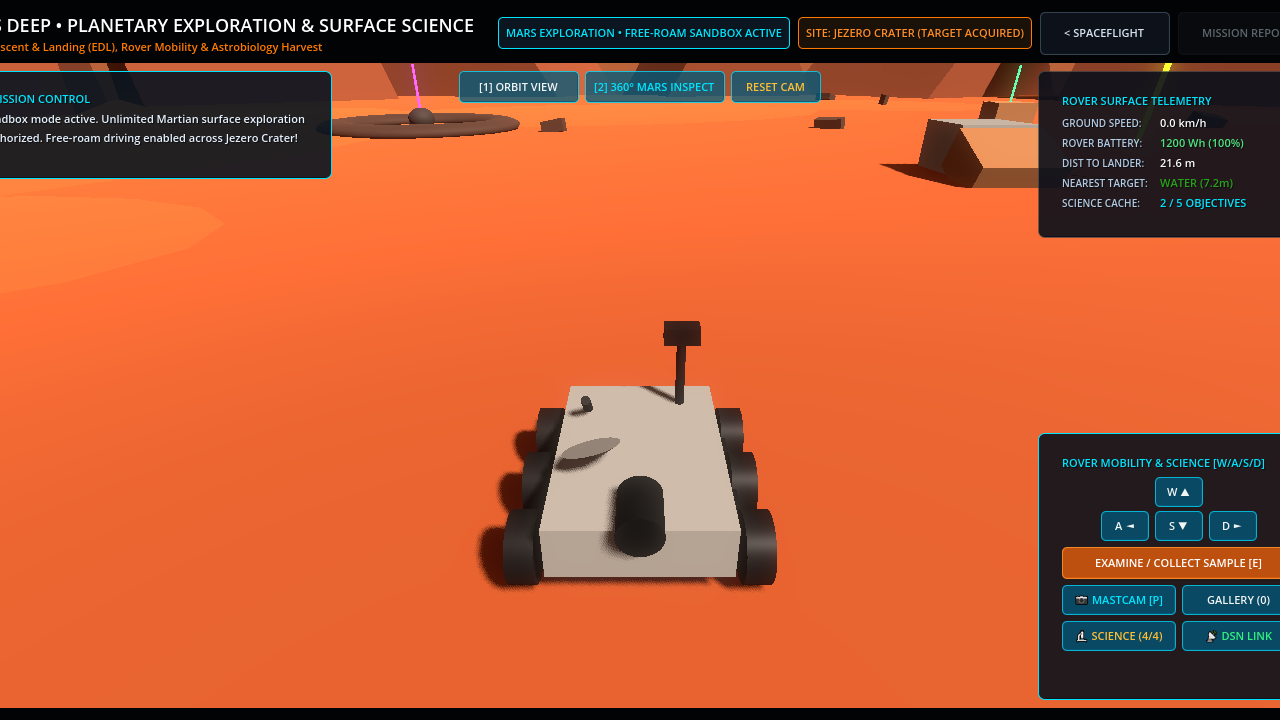 S DEEP • PLANETARY EXPLORATION & SURFACE SCIENCE
scent & Landing (EDL), Rover Mobility & Astrobiology Harvest
MARS EXPLORATION • FREE-ROAM SANDBOX ACTIVE
SITE: JEZERO CRATER (TARGET ACQUIRED)
< SPACEFLIGHT
MISSION REPO
ISSION CONTROL
ndbox mode active. Unlimited Martian surface exploration
thorized. Free-roam driving enabled across Jezero Crater!
[1] ORBIT VIEW
[2] 360° MARS INSPECT
RESET CAM
ROVER SURFACE TELEMETRY
GROUND SPEED: 0.0 km/h
ROVER BATTERY: 1200 Wh (100%)
DIST TO LANDER: 21.6 m
NEAREST TARGET: WATER (7.2m)
SCIENCE CACHE: 2 / 5 OBJECTIVES
ROVER MOBILITY & SCIENCE [W/A/S/D]
W ▲
A ◄ S ▼ D ►
EXAMINE / COLLECT SAMPLE [E]
📷 MASTCAM [P] GALLERY (0)
🔬 SCIENCE (4/4) 📡 DSN LINK